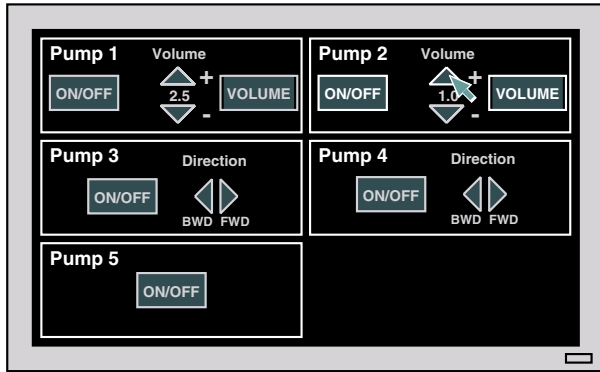 Pump 1
Volume
ON/OFF
+
2.5
-
VOLUME
Pump 2
Volume
ON/OFF
+
1.0
-
VOLUME
Pump 3
Direction
ON/OFF
BWD FWD
Pump 4
Direction
ON/OFF
BWD FWD
Pump 5
ON/OFF